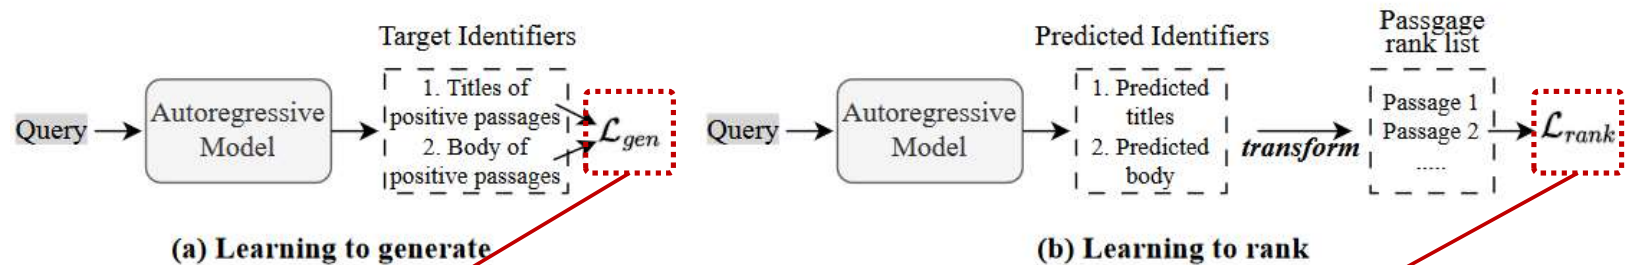 Query
Autoregressive
Model
Target Identifiers
1. Titles of
positive passages
2. Body of
positive passages
ℒgen
(a) Learning to generate
Query
Autoregressive
Model
Predicted Identifiers
1. Predicted
titles
2. Predicted
body
transform
Passgage
rank list
Passage 1
Passage 2
.....
ℒrank
(b) Learning to rank